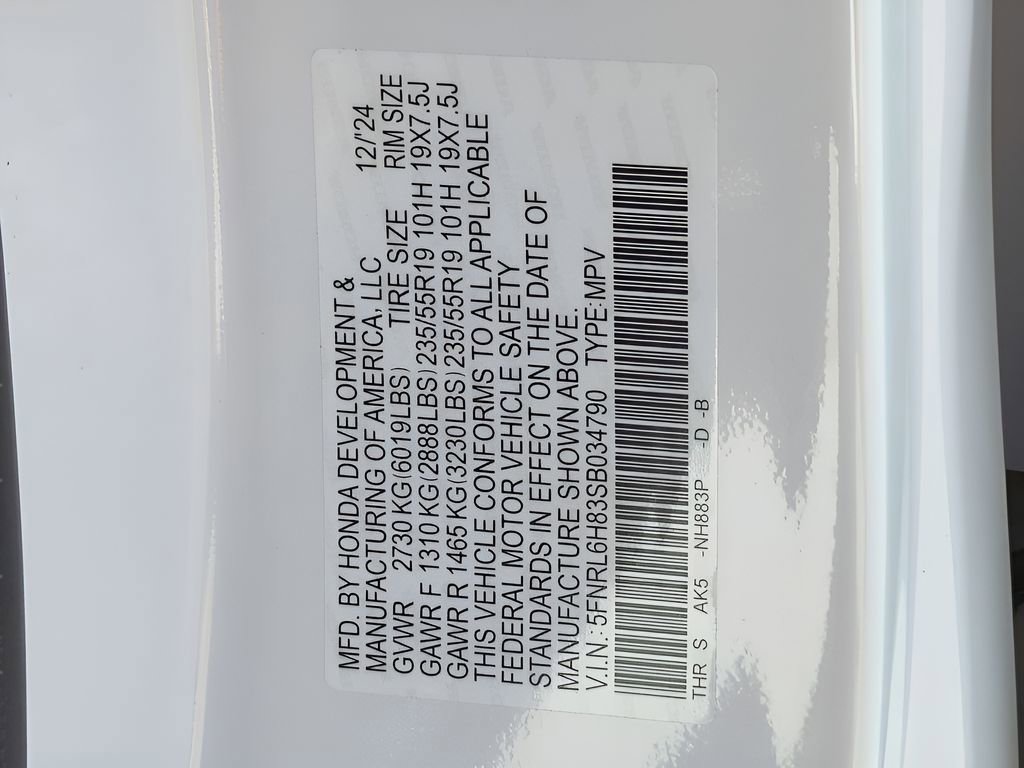 MFD. BY HONDA DEVELOPMENT &
MANUFACTURING OF AMERICA, LLC 12/'24
GVWR 2730 KG(6019LBS) TIRE SIZE RIM SIZE
GAWR F 1310 KG(2888LBS)235/55R19 101H 19X7.5J
GAWR R 1465 KG(3230LBS)235/55R19 101H 19X7.5J
THIS VEHICLE CONFORMS TO ALL APPLICABLE
FEDERAL MOTOR VEHICLE SAFETY
STANDARDS IN EFFECT ON THE DATE OF
MANUFACTURE SHOWN ABOVE.
V.I.N.: 5FNRL6H83SB034790 TYPE:MPV
THR S AK5 -NH883P -D -B